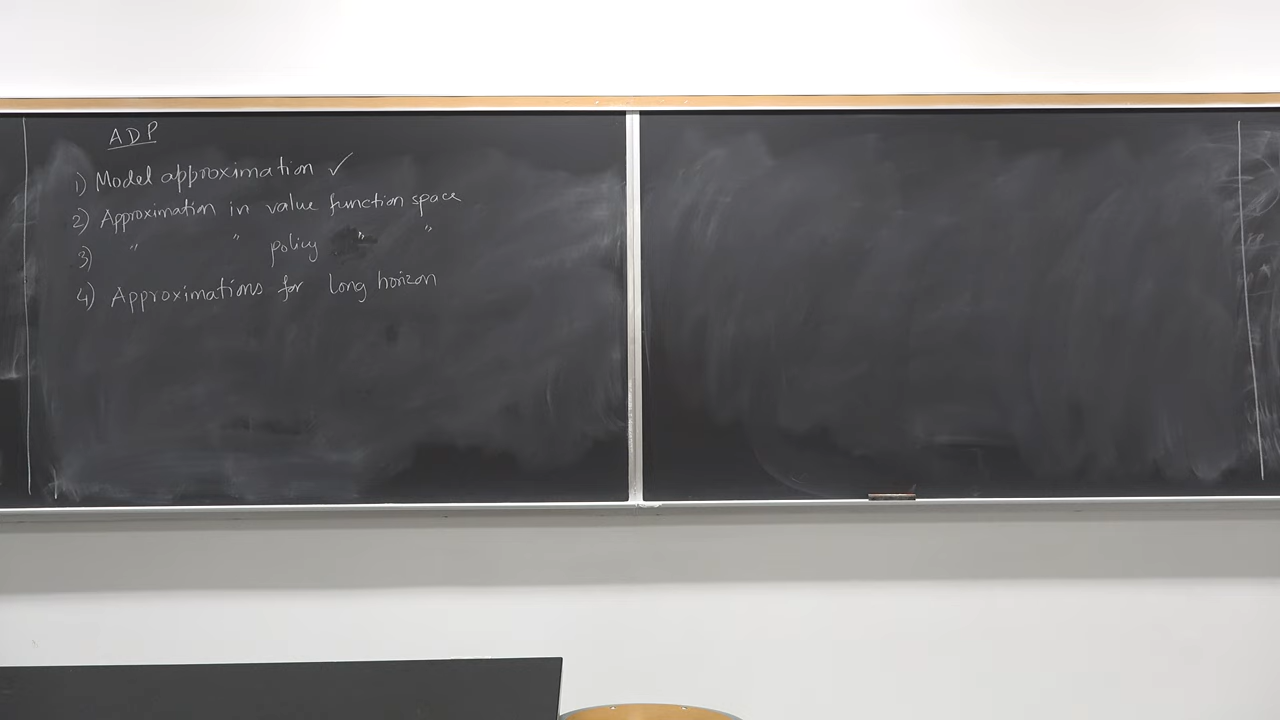 ADP
1) Model approximation ✓
2) Approximation in value function space
3) " " policy " "
4) Approximations for long horizon